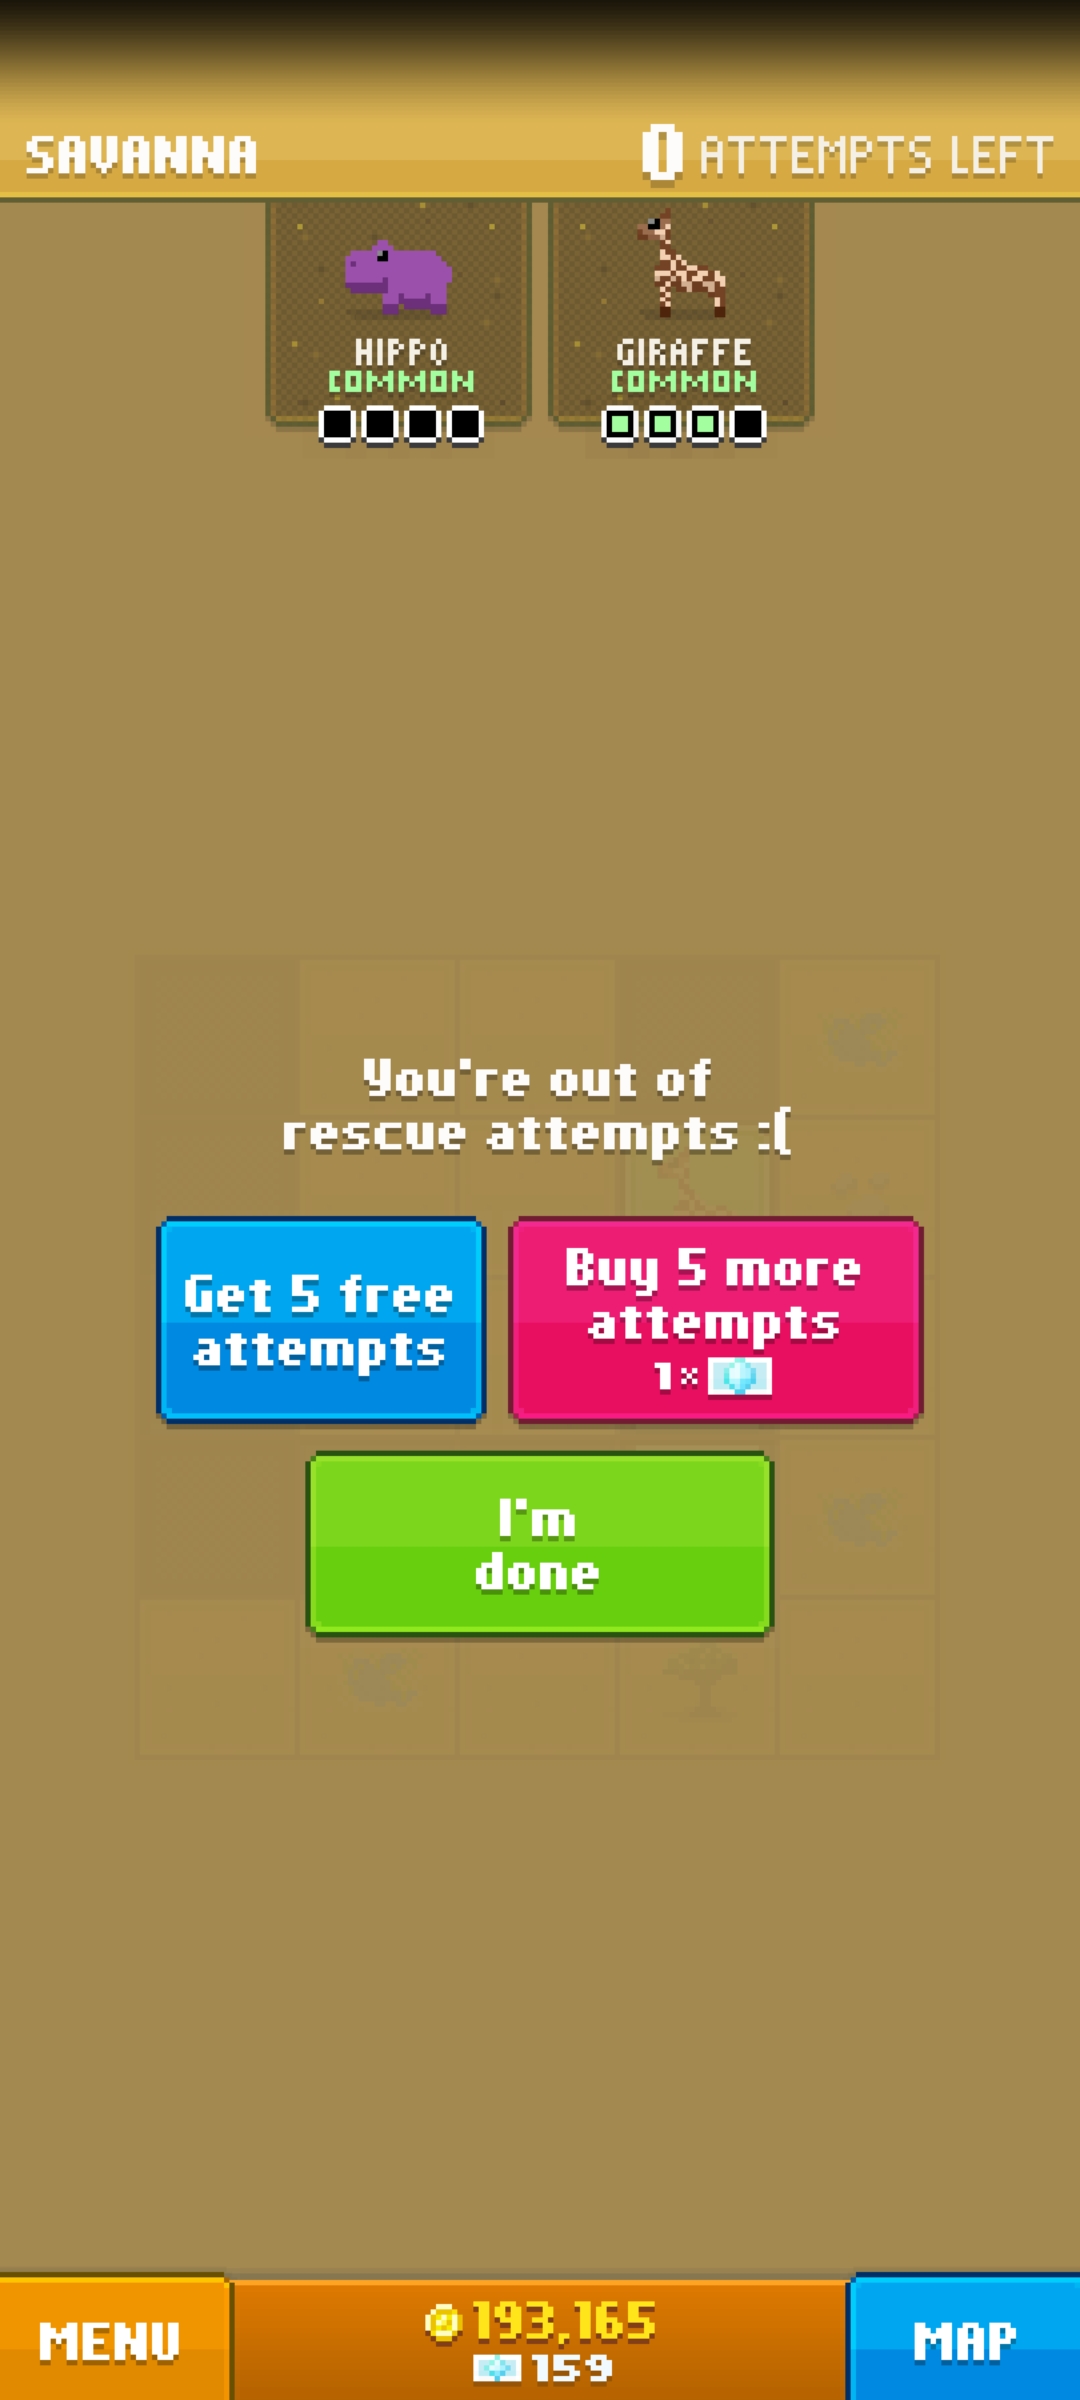 SAVANNA
0 ATTEMPTS LEFT
HIPPO
COMMON
GIRAFFE
COMMON
You're out of
rescue attempts :(
Get 5 free
attempts
Buy 5 more
attempts
1×
I'm
done
MENU
193,165
159
MAP